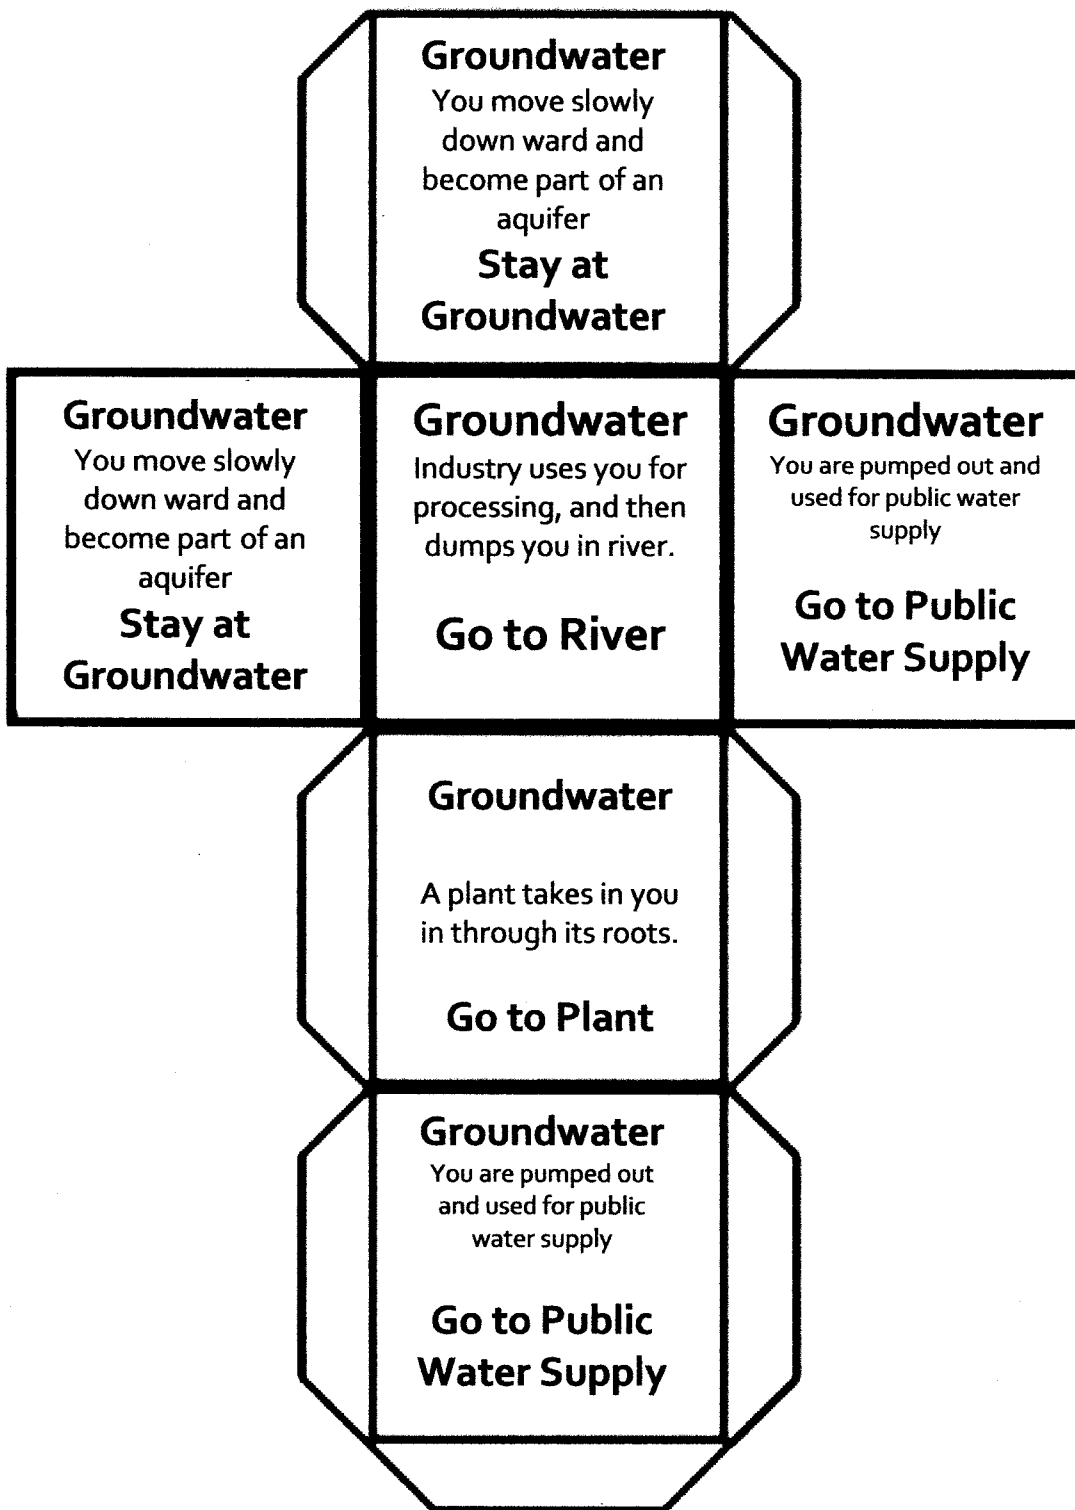 Groundwater
You move slowly
down ward and
become part of an
aquifer
Stay at
Groundwater
Groundwater
You move slowly
down ward and
become part of an
aquifer
Stay at
Groundwater
Groundwater
Industry uses you for
processing, and then
dumps you in river.
Go to River
Groundwater
You are pumped out and
used for public water
supply
Go to Public
Water Supply
Groundwater
A plant takes in you
in through its roots.
Go to Plant
Groundwater
You are pumped out
and used for public
water supply
Go to Public
Water Supply